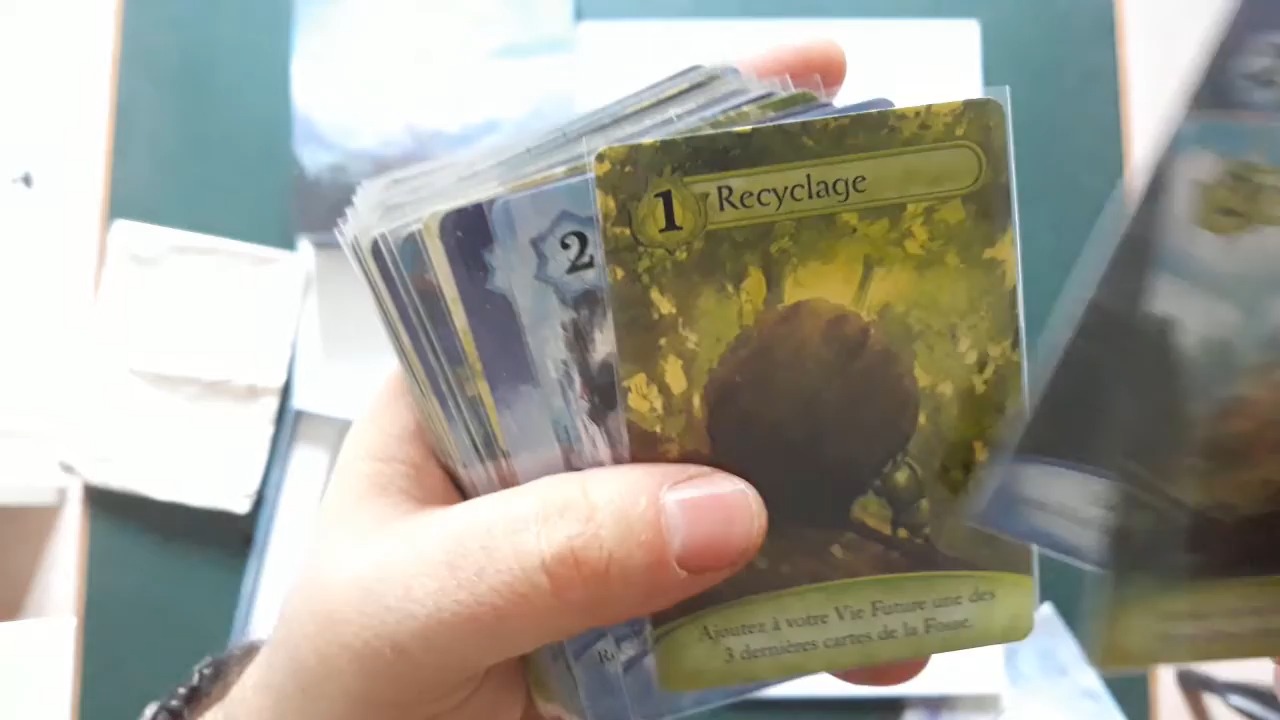 1 Recyclage
2
Ajoutez à votre Vie Future une des
3 dernières cartes de la Fosse.